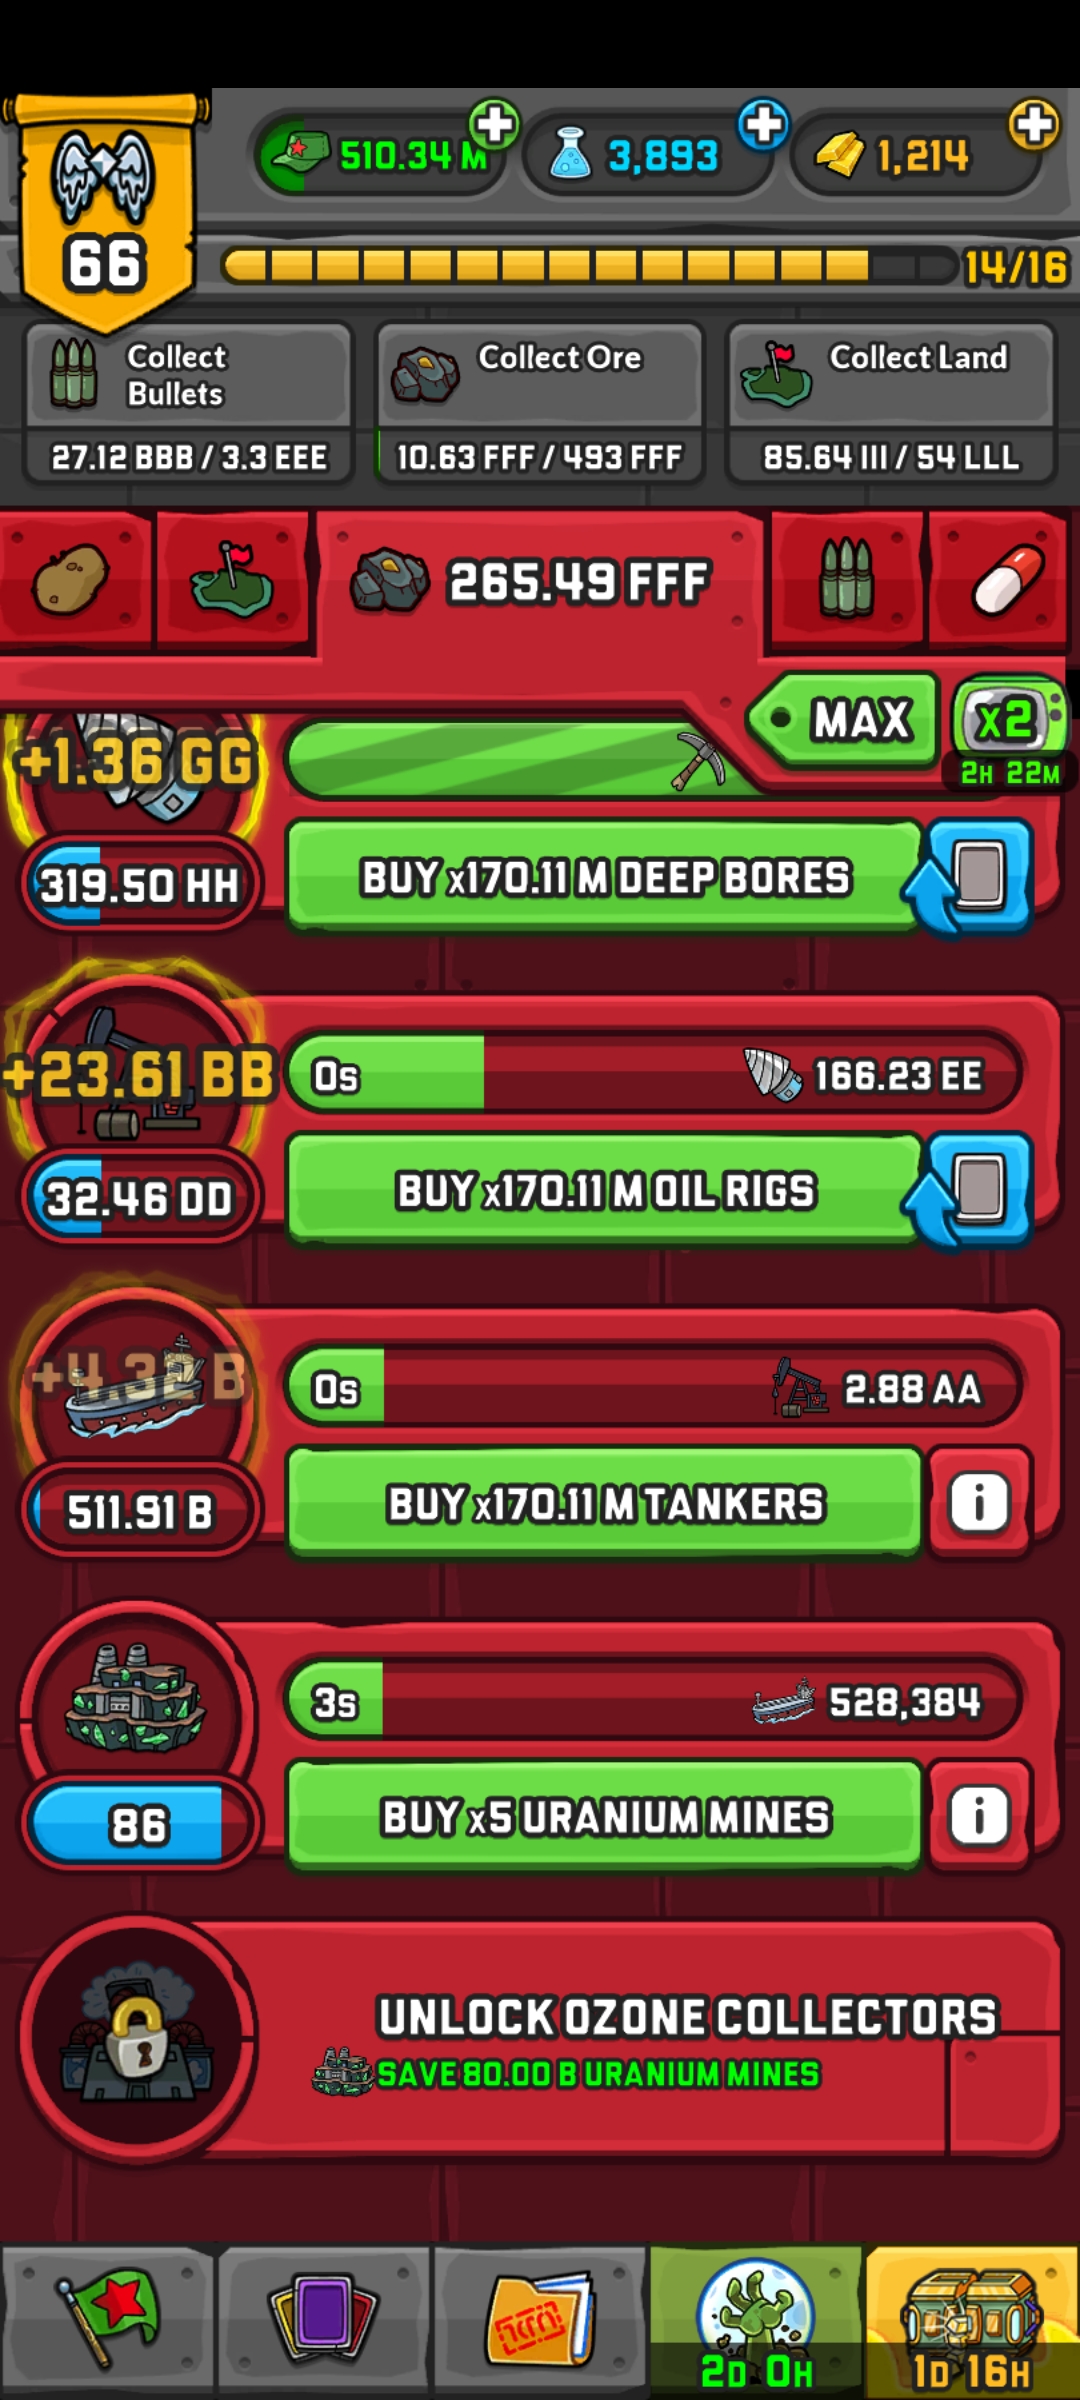 510.34 M
3,893
1,214
66
14/16
Collect
Bullets
27.12 BBB / 3.3 EEE
Collect Ore
10.63 FFF / 493 FFF
Collect Land
85.64 III / 54 LLL
265.49 FFF
MAX
x2
2H 22M
+1.36 GG
319.50 HH
BUY x170.11 M DEEP BORES
+23.61 BB
0s
166.23 EE
32.46 DD
BUY x170.11 M OIL RIGS
+4.32 B
0s
2.88 AA
511.91 B
BUY x170.11 M TANKERS
i
3s
528,384
86
BUY x5 URANIUM MINES
i
UNLOCK OZONE COLLECTORS
SAVE 80.00 B URANIUM MINES
2D 0H
1D 16H